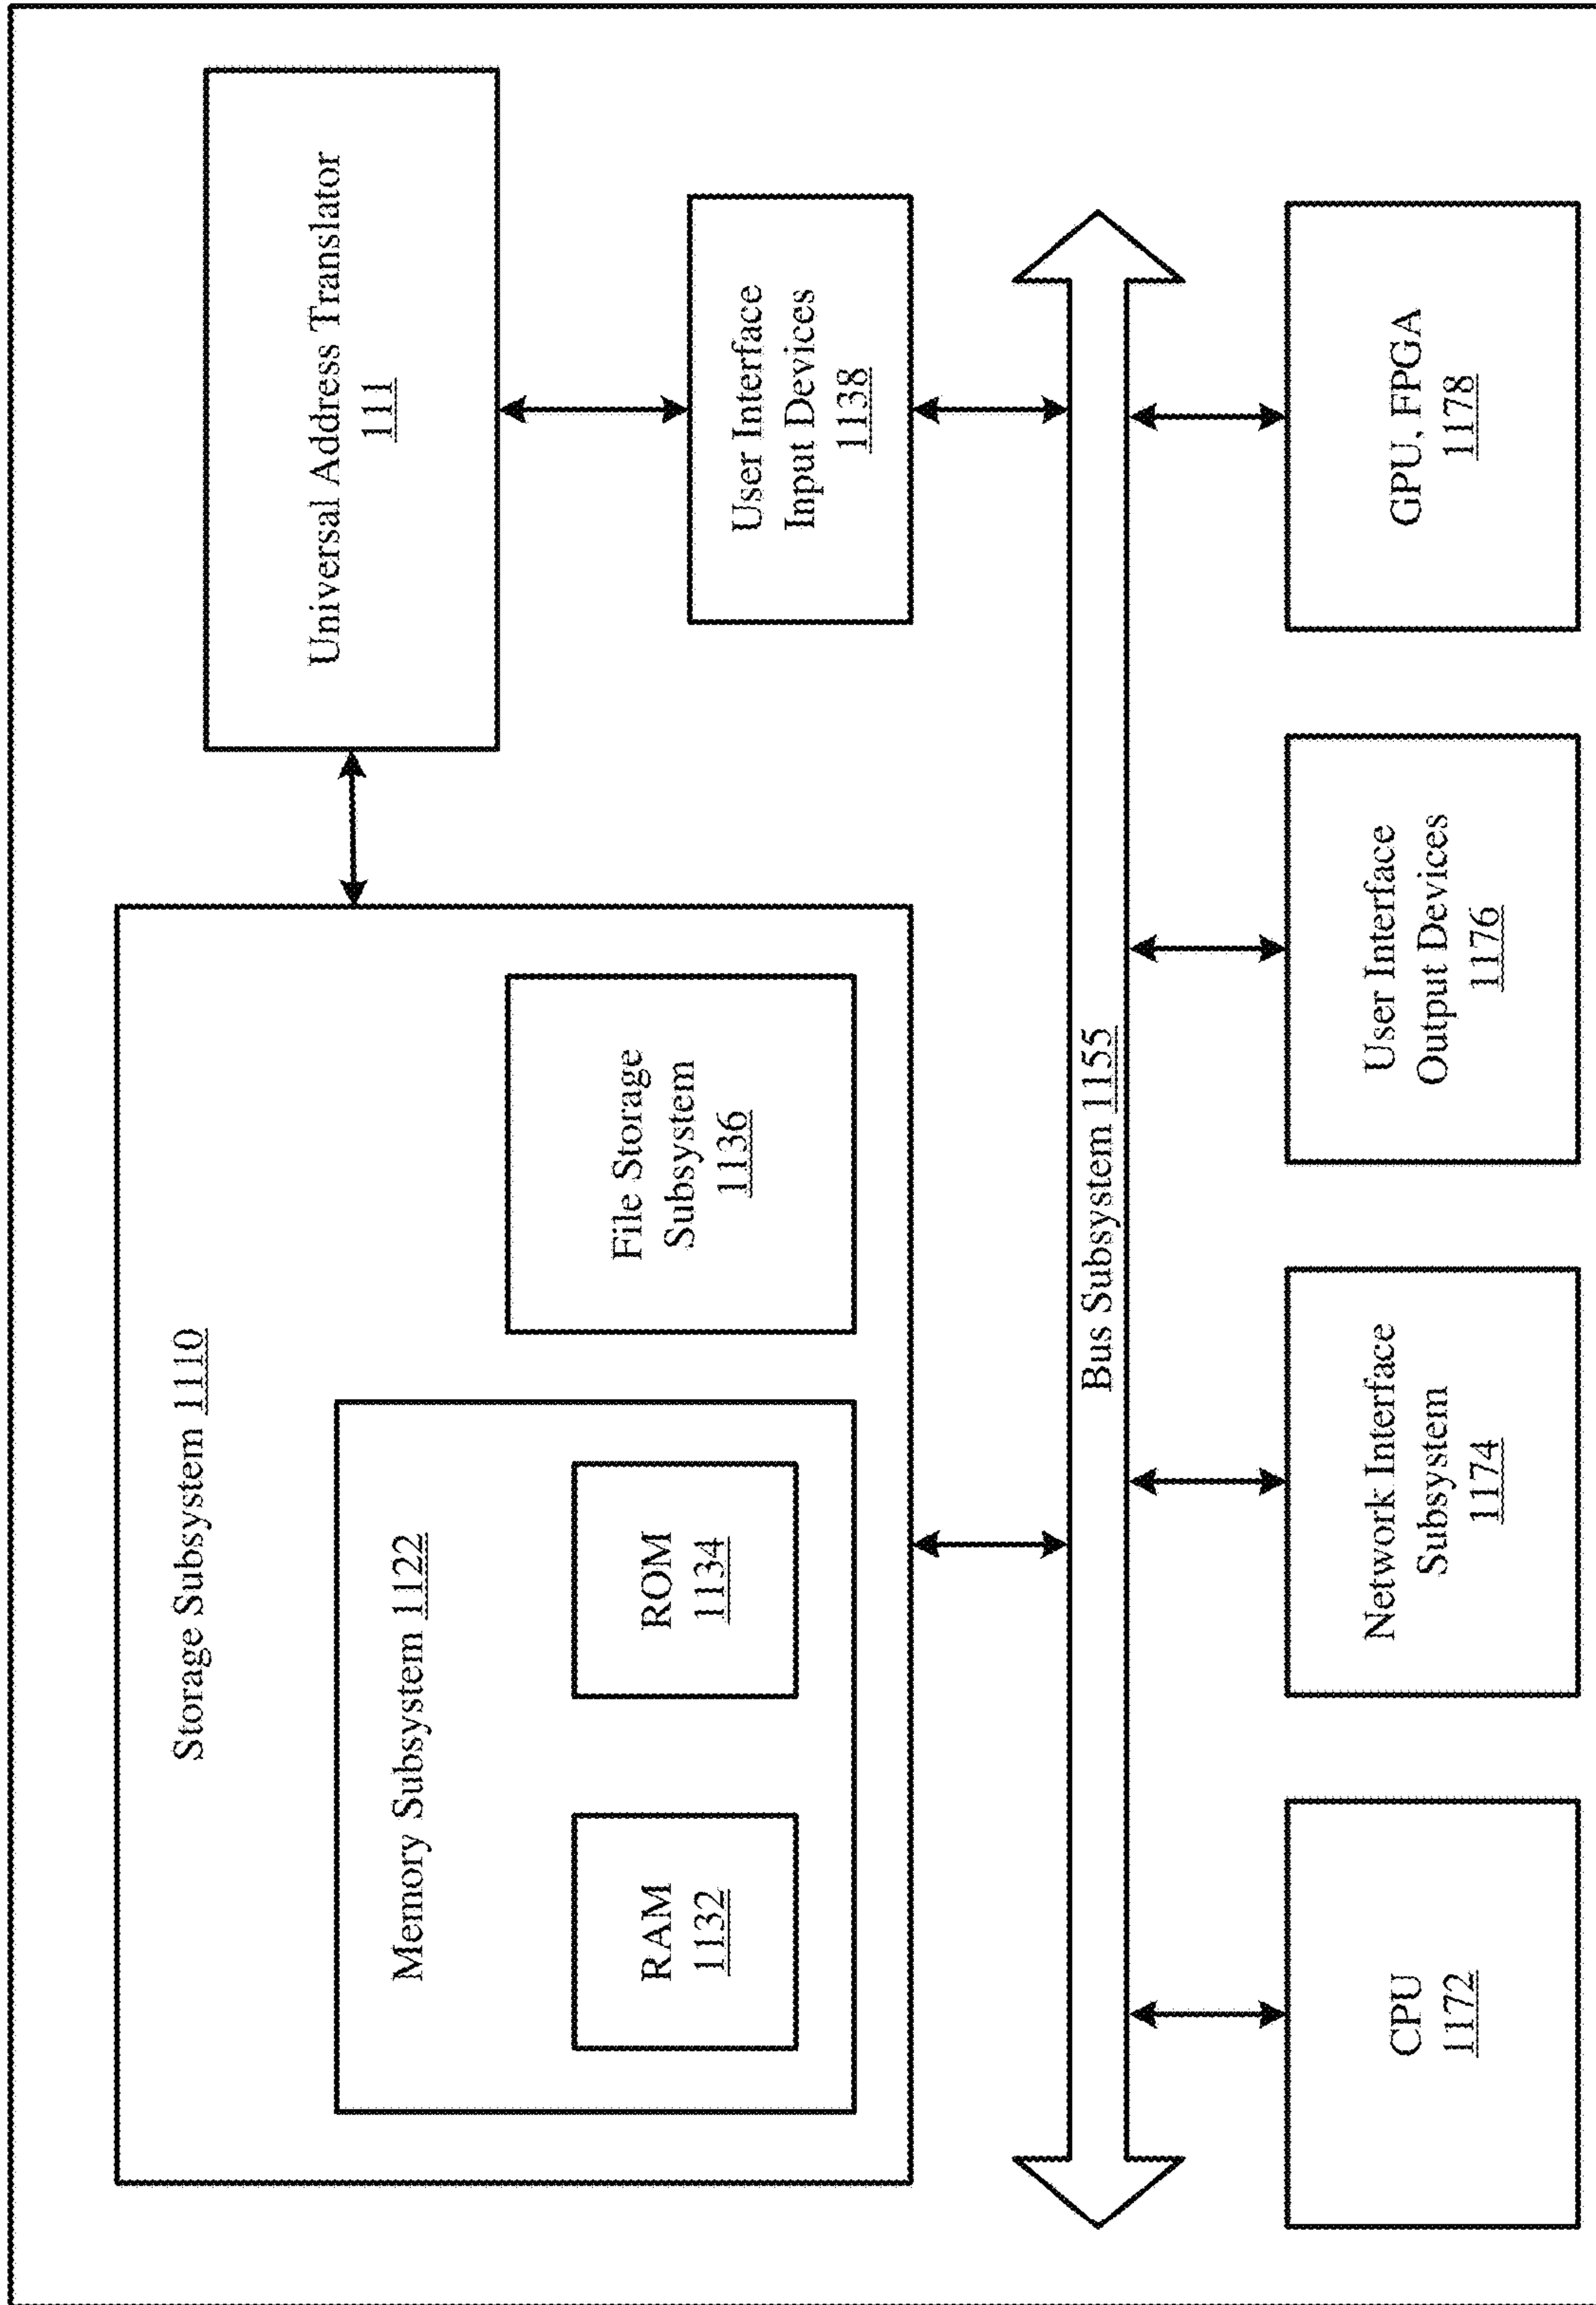 Storage Subsystem 1110
Memory Subsystem 1122
RAM
1132
ROM
1134
File Storage
Subsystem
1136
Universal Address Translator
111
User Interface
Input Devices
1138
Bus Subsystem 1155
CPU
1172
Network Interface
Subsystem
1174
User Interface
Output Devices
1176
GPU, FPGA
1178